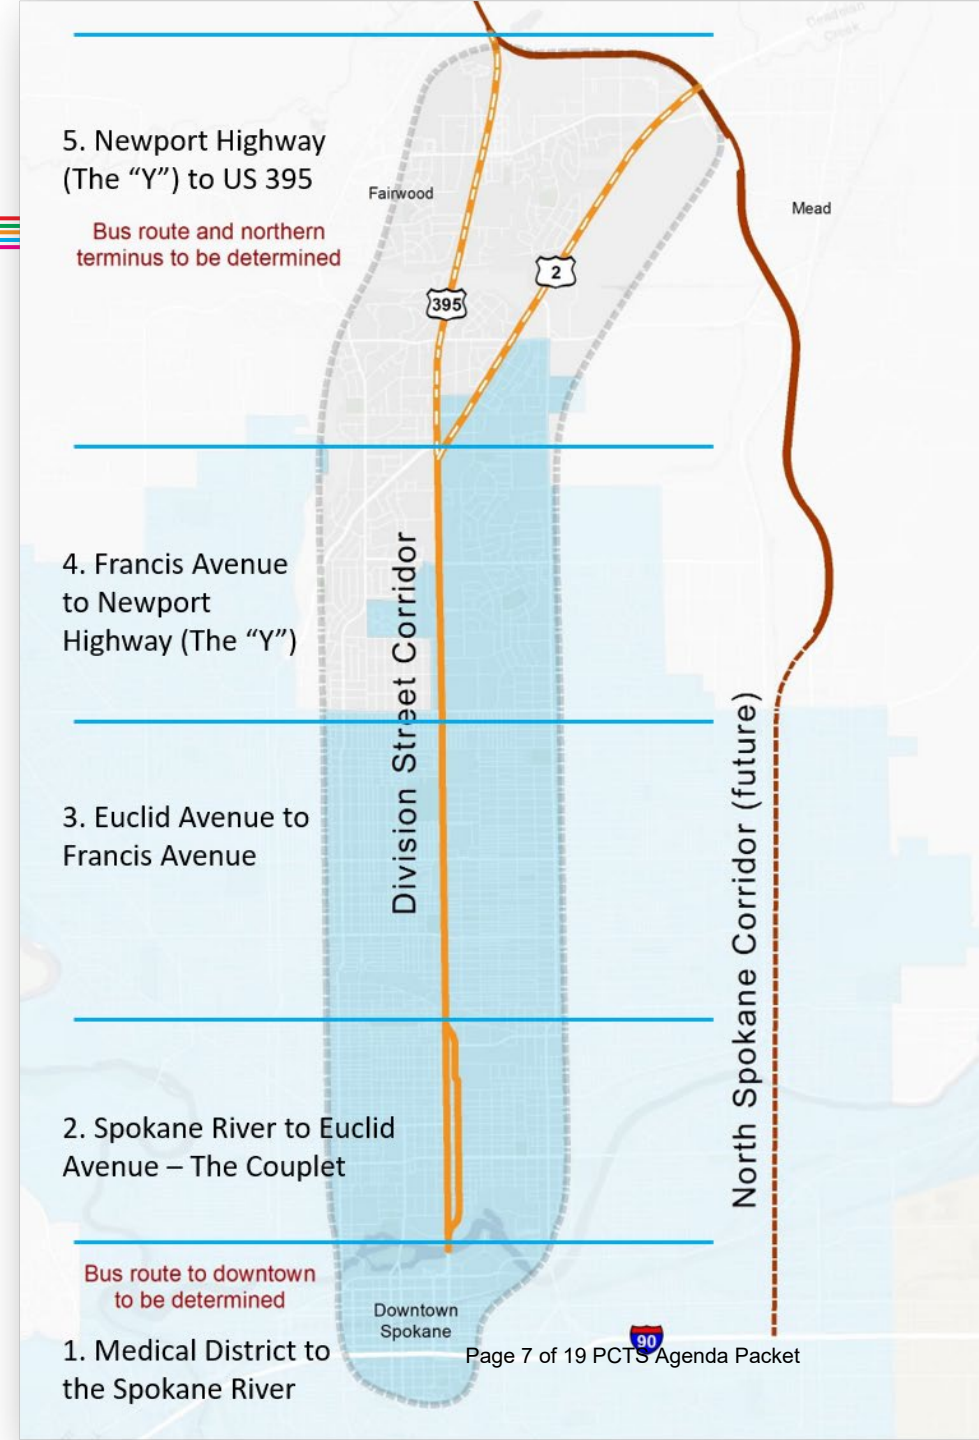 Deadman
Creek
5. Newport Highway
(The “Y”) to US 395
Fairwood
Mead
Bus route and northern
terminus to be determined
2
395
4. Francis Avenue
to Newport
Highway (The “Y”)
Division Street Corridor
North Spokane Corridor (future)
3. Euclid Avenue to
Francis Avenue
2. Spokane River to Euclid
Avenue – The Couplet
Bus route to downtown
to be determined
Downtown
Spokane
1. Medical District to
the Spokane River
90
Page 7 of 19 PCTS Agenda Packet